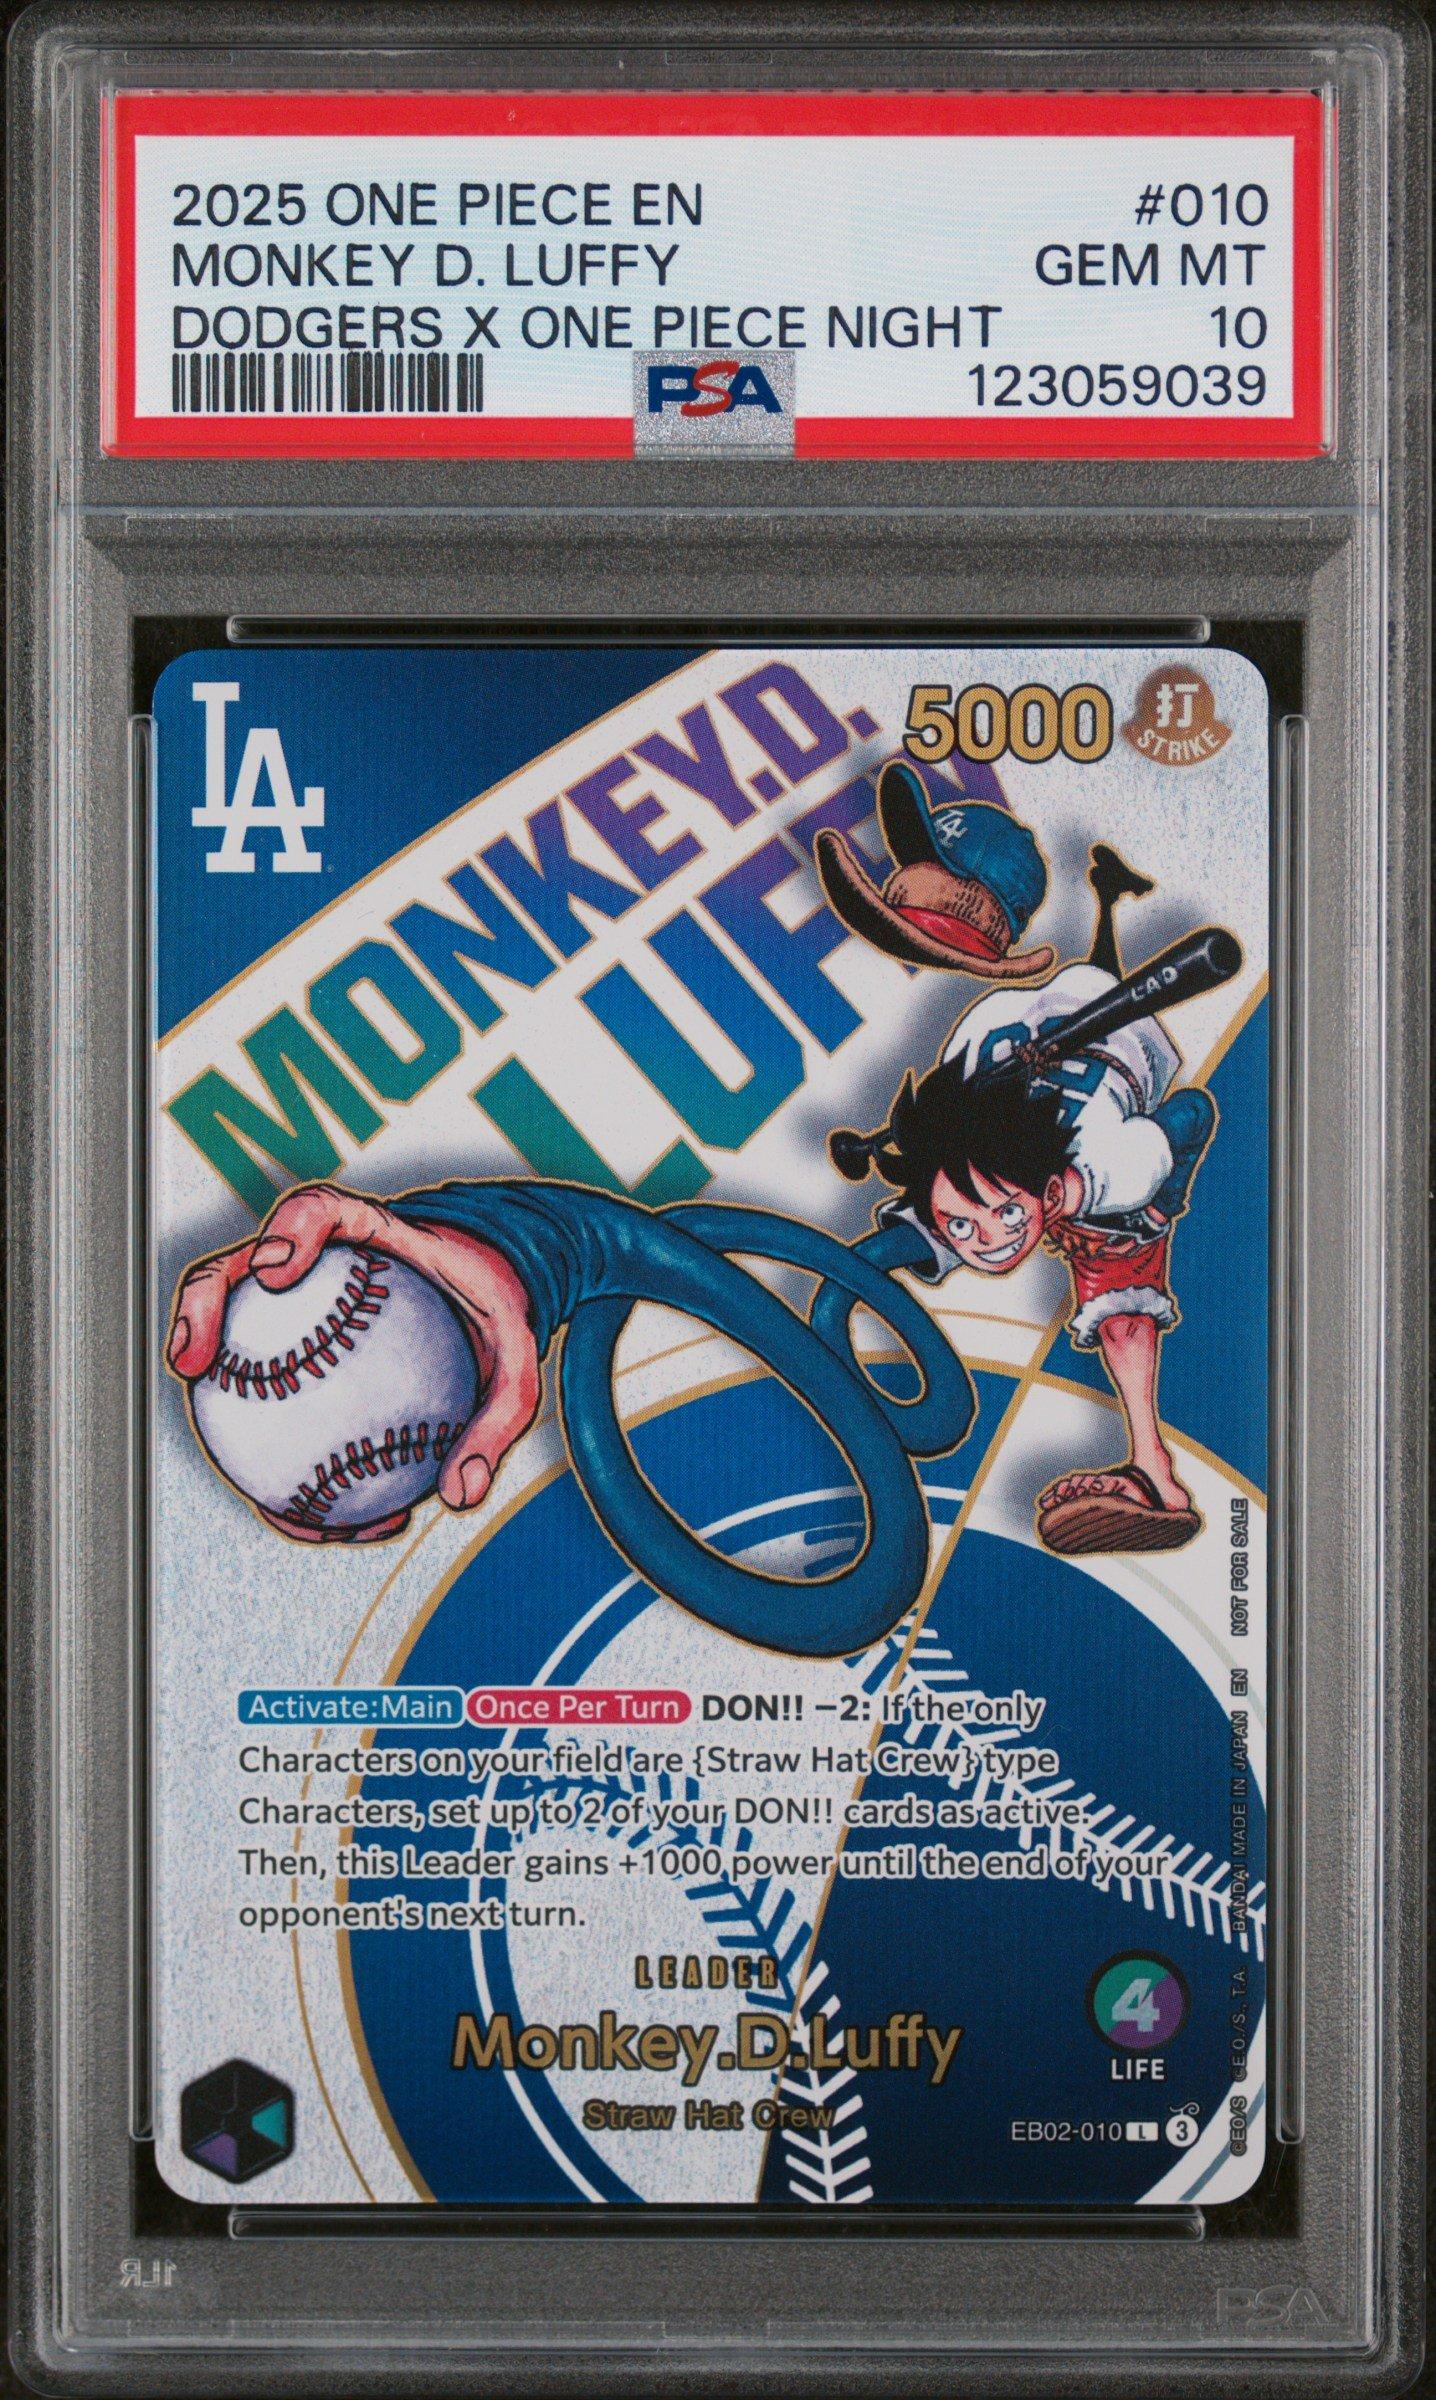 2025 ONE PIECE EN #010
MONKEY D. LUFFY GEM MT
DODGERS X ONE PIECE NIGHT 10
PSA 123059039
LA
MONKEY.D.
LUFFY
5000
打
STRIKE
LA
LAD
Activate:Main Once Per Turn DON!! −2: If the only
Characters on your field are {Straw Hat Crew} type
Characters, set up to 2 of your DON!! cards as active.
Then, this Leader gains +1000 power until the end of your
opponent's next turn.
LEADER
Monkey.D.Luffy
Straw Hat Crew
4
LIFE
EB02-010 L 3
©EO/S C.E.O./S., T.A. BANDAI MADE IN JAPAN EN NOT FOR SALE
1LR
PSA